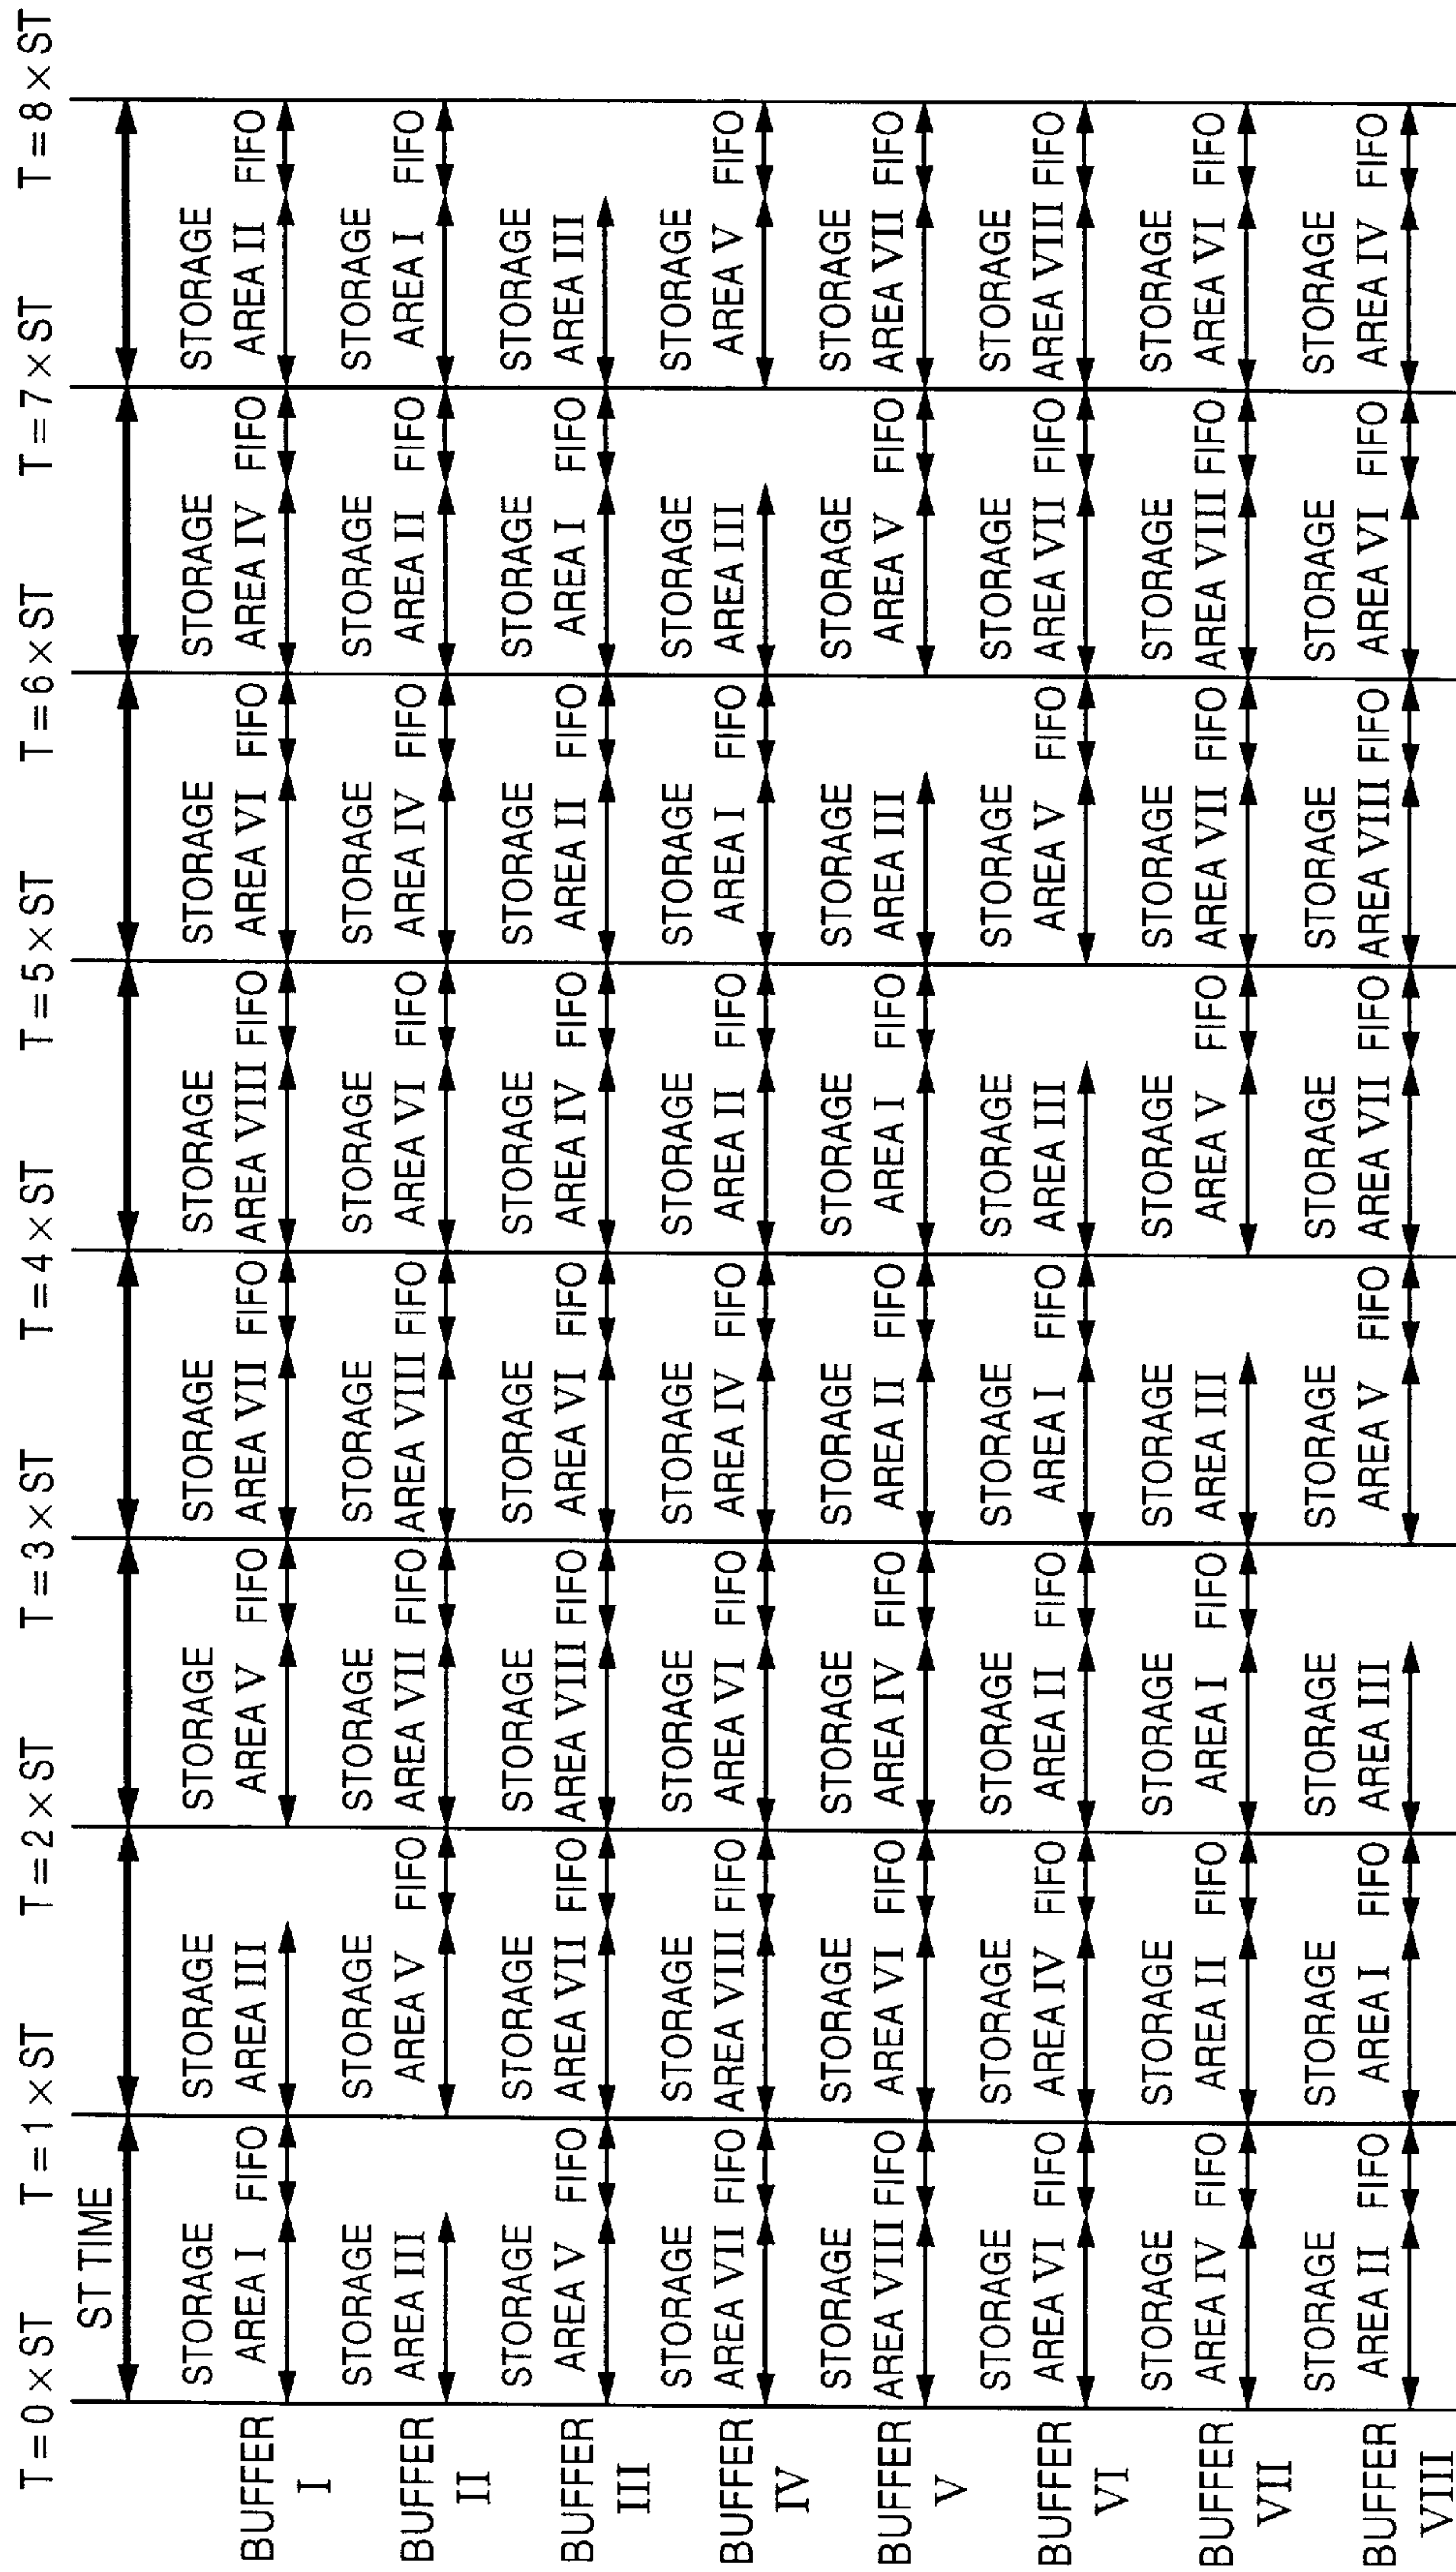 T=0×ST T=1×ST T=2×ST T=3×ST T=4×ST T=5×ST T=6×ST T=7×ST T=8×ST
ST TIME
STORAGE STORAGE STORAGE STORAGE STORAGE STORAGE STORAGE STORAGE
BUFFER AREA I FIFO AREA III AREA V FIFO AREA VII FIFO AREA VIII FIFO AREA VI FIFO AREA IV FIFO AREA II FIFO
I
STORAGE STORAGE STORAGE STORAGE STORAGE STORAGE STORAGE STORAGE
BUFFER AREA III AREA V FIFO AREA VII FIFO AREA VIII FIFO AREA VI FIFO AREA IV FIFO AREA II FIFO AREA I FIFO
II
STORAGE STORAGE STORAGE STORAGE STORAGE STORAGE STORAGE STORAGE
BUFFER AREA V FIFO AREA VII FIFO AREA VIII FIFO AREA VI FIFO AREA IV FIFO AREA II FIFO AREA I FIFO AREA III
III
STORAGE STORAGE STORAGE STORAGE STORAGE STORAGE STORAGE STORAGE
BUFFER AREA VII FIFO AREA VIII FIFO AREA VI FIFO AREA IV FIFO AREA II FIFO AREA I FIFO AREA III AREA V FIFO
IV
STORAGE STORAGE STORAGE STORAGE STORAGE STORAGE STORAGE STORAGE
BUFFER AREA VIII FIFO AREA VI FIFO AREA IV FIFO AREA II FIFO AREA I FIFO AREA III AREA V FIFO AREA VII FIFO
V
STORAGE STORAGE STORAGE STORAGE STORAGE STORAGE STORAGE STORAGE
BUFFER AREA VI FIFO AREA IV FIFO AREA II FIFO AREA I FIFO AREA III AREA V FIFO AREA VII FIFO AREA VIII FIFO
VI
STORAGE STORAGE STORAGE STORAGE STORAGE STORAGE STORAGE STORAGE
BUFFER AREA IV FIFO AREA II FIFO AREA I FIFO AREA III AREA V FIFO AREA VII FIFO AREA VIII FIFO AREA VI FIFO
VII
STORAGE STORAGE STORAGE STORAGE STORAGE STORAGE STORAGE STORAGE
BUFFER AREA II FIFO AREA I FIFO AREA III AREA V FIFO AREA VII FIFO AREA VIII FIFO AREA VI FIFO AREA IV FIFO
VIII